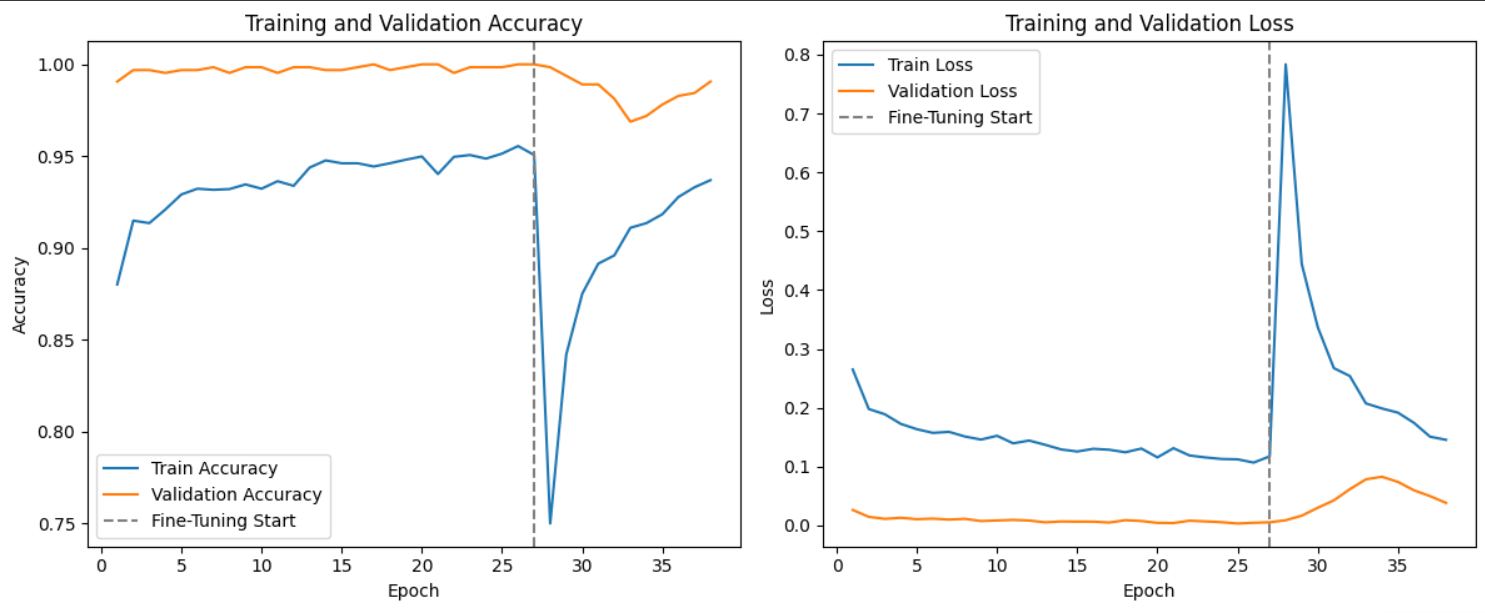 Training and Validation Accuracy
1.00
0.95
0.90
0.85
0.80
0.75
Accuracy
Train Accuracy
Validation Accuracy
Fine-Tuning Start
0 5 10 15 20 25 30 35
Epoch
Training and Validation Loss
0.8
0.7
0.6
0.5
0.4
0.3
0.2
0.1
0.0
Loss
Train Loss
Validation Loss
Fine-Tuning Start
0 5 10 15 20 25 30 35
Epoch